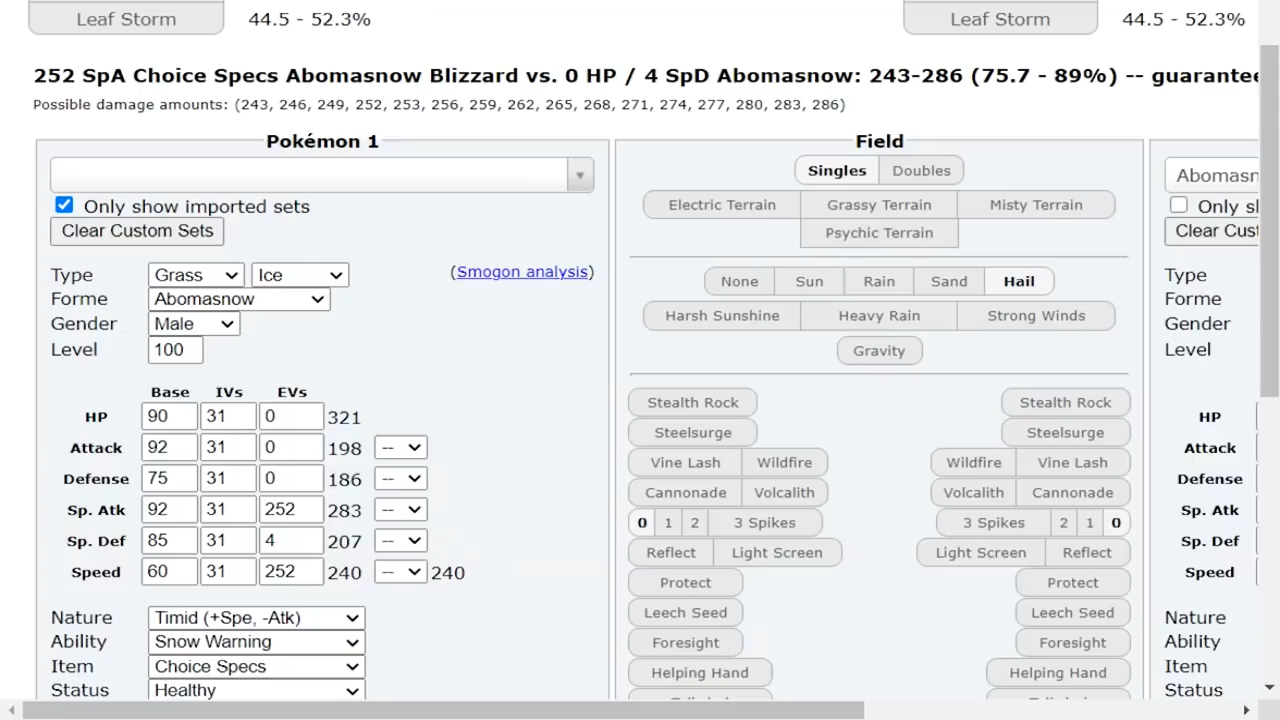 Leaf Storm 44.5 - 52.3% Leaf Storm 44.5 - 52.3%
252 SpA Choice Specs Abomasnow Blizzard vs. 0 HP / 4 SpD Abomasnow: 243-286 (75.7 - 89%) -- guarantee
Possible damage amounts: (243, 246, 249, 252, 253, 256, 259, 262, 265, 268, 271, 274, 277, 280, 283, 286)
Pokémon 1 Field
Singles Doubles Abomasn
Only show imported sets Electric Terrain Grassy Terrain Misty Terrain Only sl
Clear Custom Sets Psychic Terrain Clear Cust
Type Grass Ice (Smogon analysis) None Sun Rain Sand Hail Type
Forme Abomasnow Forme
Gender Male Harsh Sunshine Heavy Rain Strong Winds Gender
Level 100 Gravity Level
Base IVs EVs Stealth Rock Stealth Rock
HP 90 31 0 321 HP
Steelsurge Steelsurge
Attack 92 31 0 198 -- Attack
Vine Lash Wildfire Wildfire Vine Lash
Defense 75 31 0 186 -- Defense
Cannonade Volcalith Volcalith Cannonade
Sp. Atk 92 31 252 283 -- Sp. Atk
0 1 2 3 Spikes 3 Spikes 2 1 0
Sp. Def 85 31 4 207 -- Sp. Def
Reflect Light Screen Light Screen Reflect
Speed 60 31 252 240 -- 240 Speed
Protect Protect
Nature Timid (+Spe, -Atk) Leech Seed Leech Seed Nature
Ability Snow Warning Foresight Foresight Ability
Item Choice Specs Helping Hand Helping Hand Item
Status Healthy Status